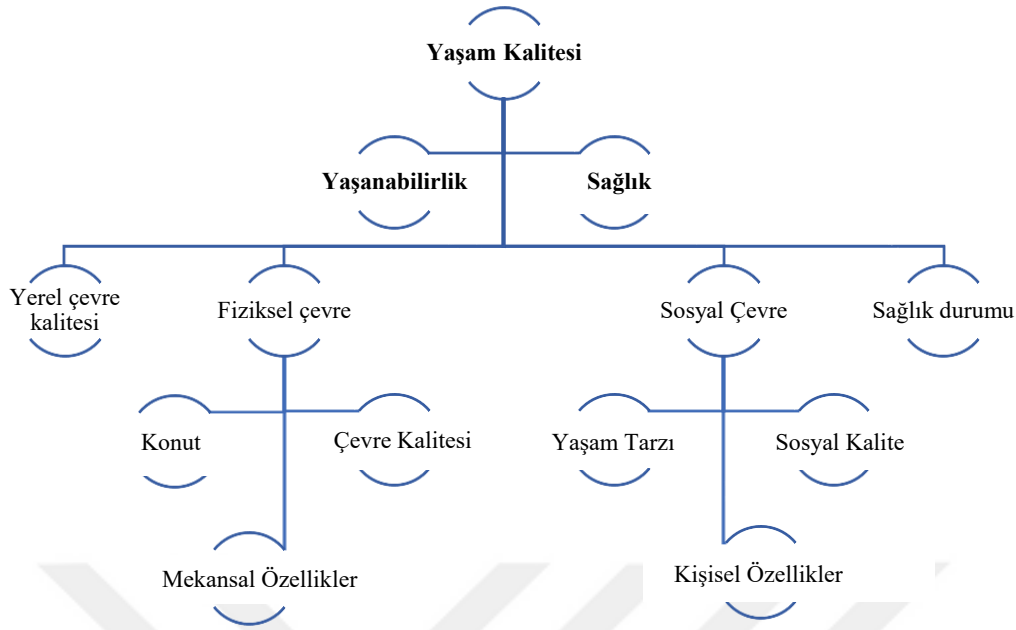 Yaşam Kalitesi
Yaşanabilirlik
Sağlık
Yerel çevre
kalitesi
Fiziksel çevre
Sosyal Çevre
Sağlık durumu
Konut
Çevre Kalitesi
Yaşam Tarzı
Sosyal Kalite
Mekansal Özellikler
Kişisel Özellikler